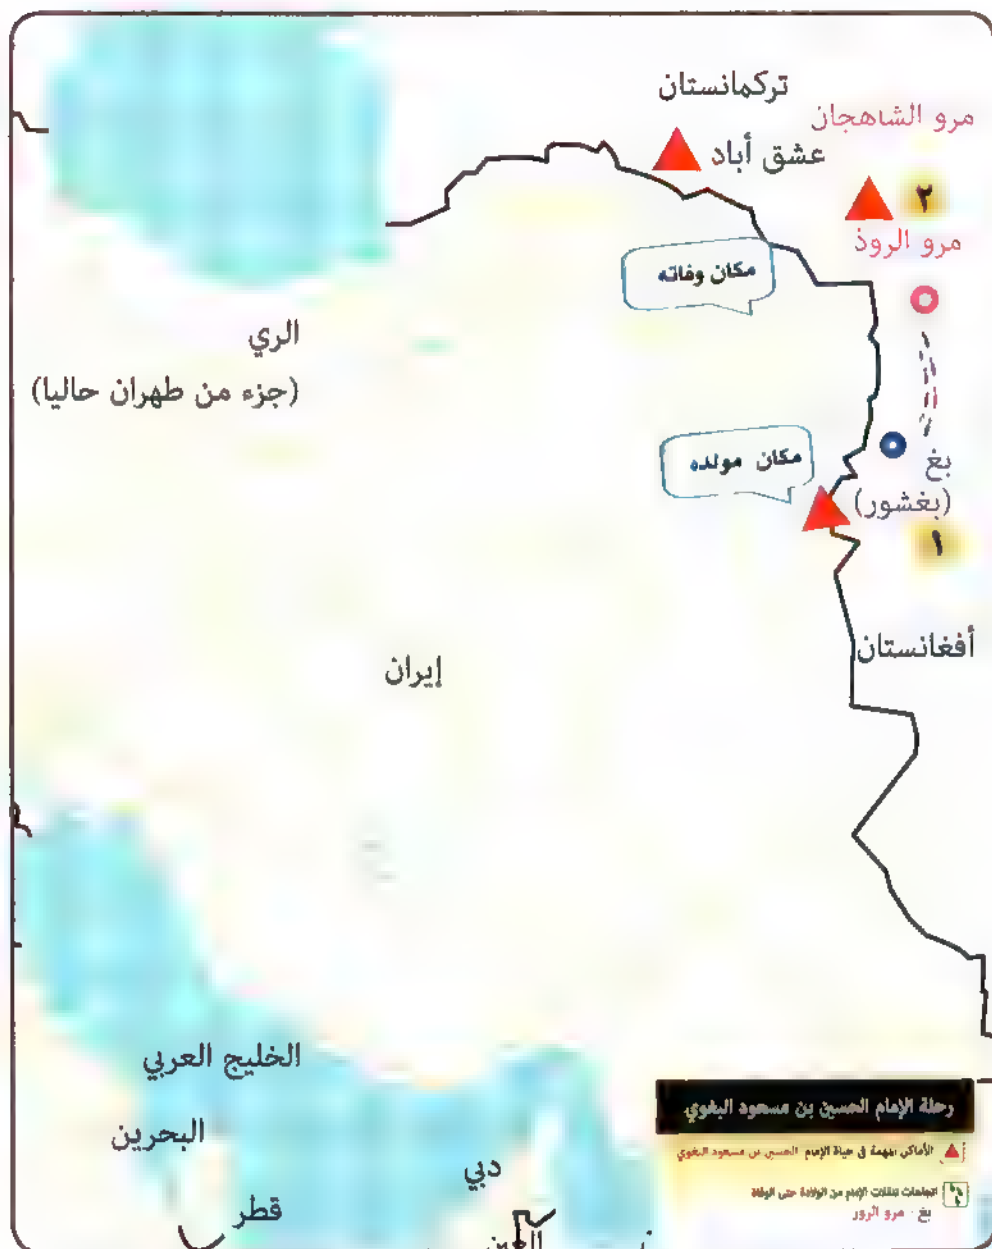 تركمانستان
مرو الشاهجان
عشق أباد
٢
مرو الروذ
مكان وفاته
الري
(جزء من طهران حاليا)
مكان مولده
بغ
(بغشور)
١
أفغانستان
إيران
الخليج العربي
البحرين
دبي
قطر
العين
رحلة الإمام الحسين بن مسعود البغوي
الأماكن المهمة في حياة الإمام الحسين بن مسعود البغوي
اتجاهات تنقلات الإمام من الولادة حتى الوفاة
بغ - مرو الرور